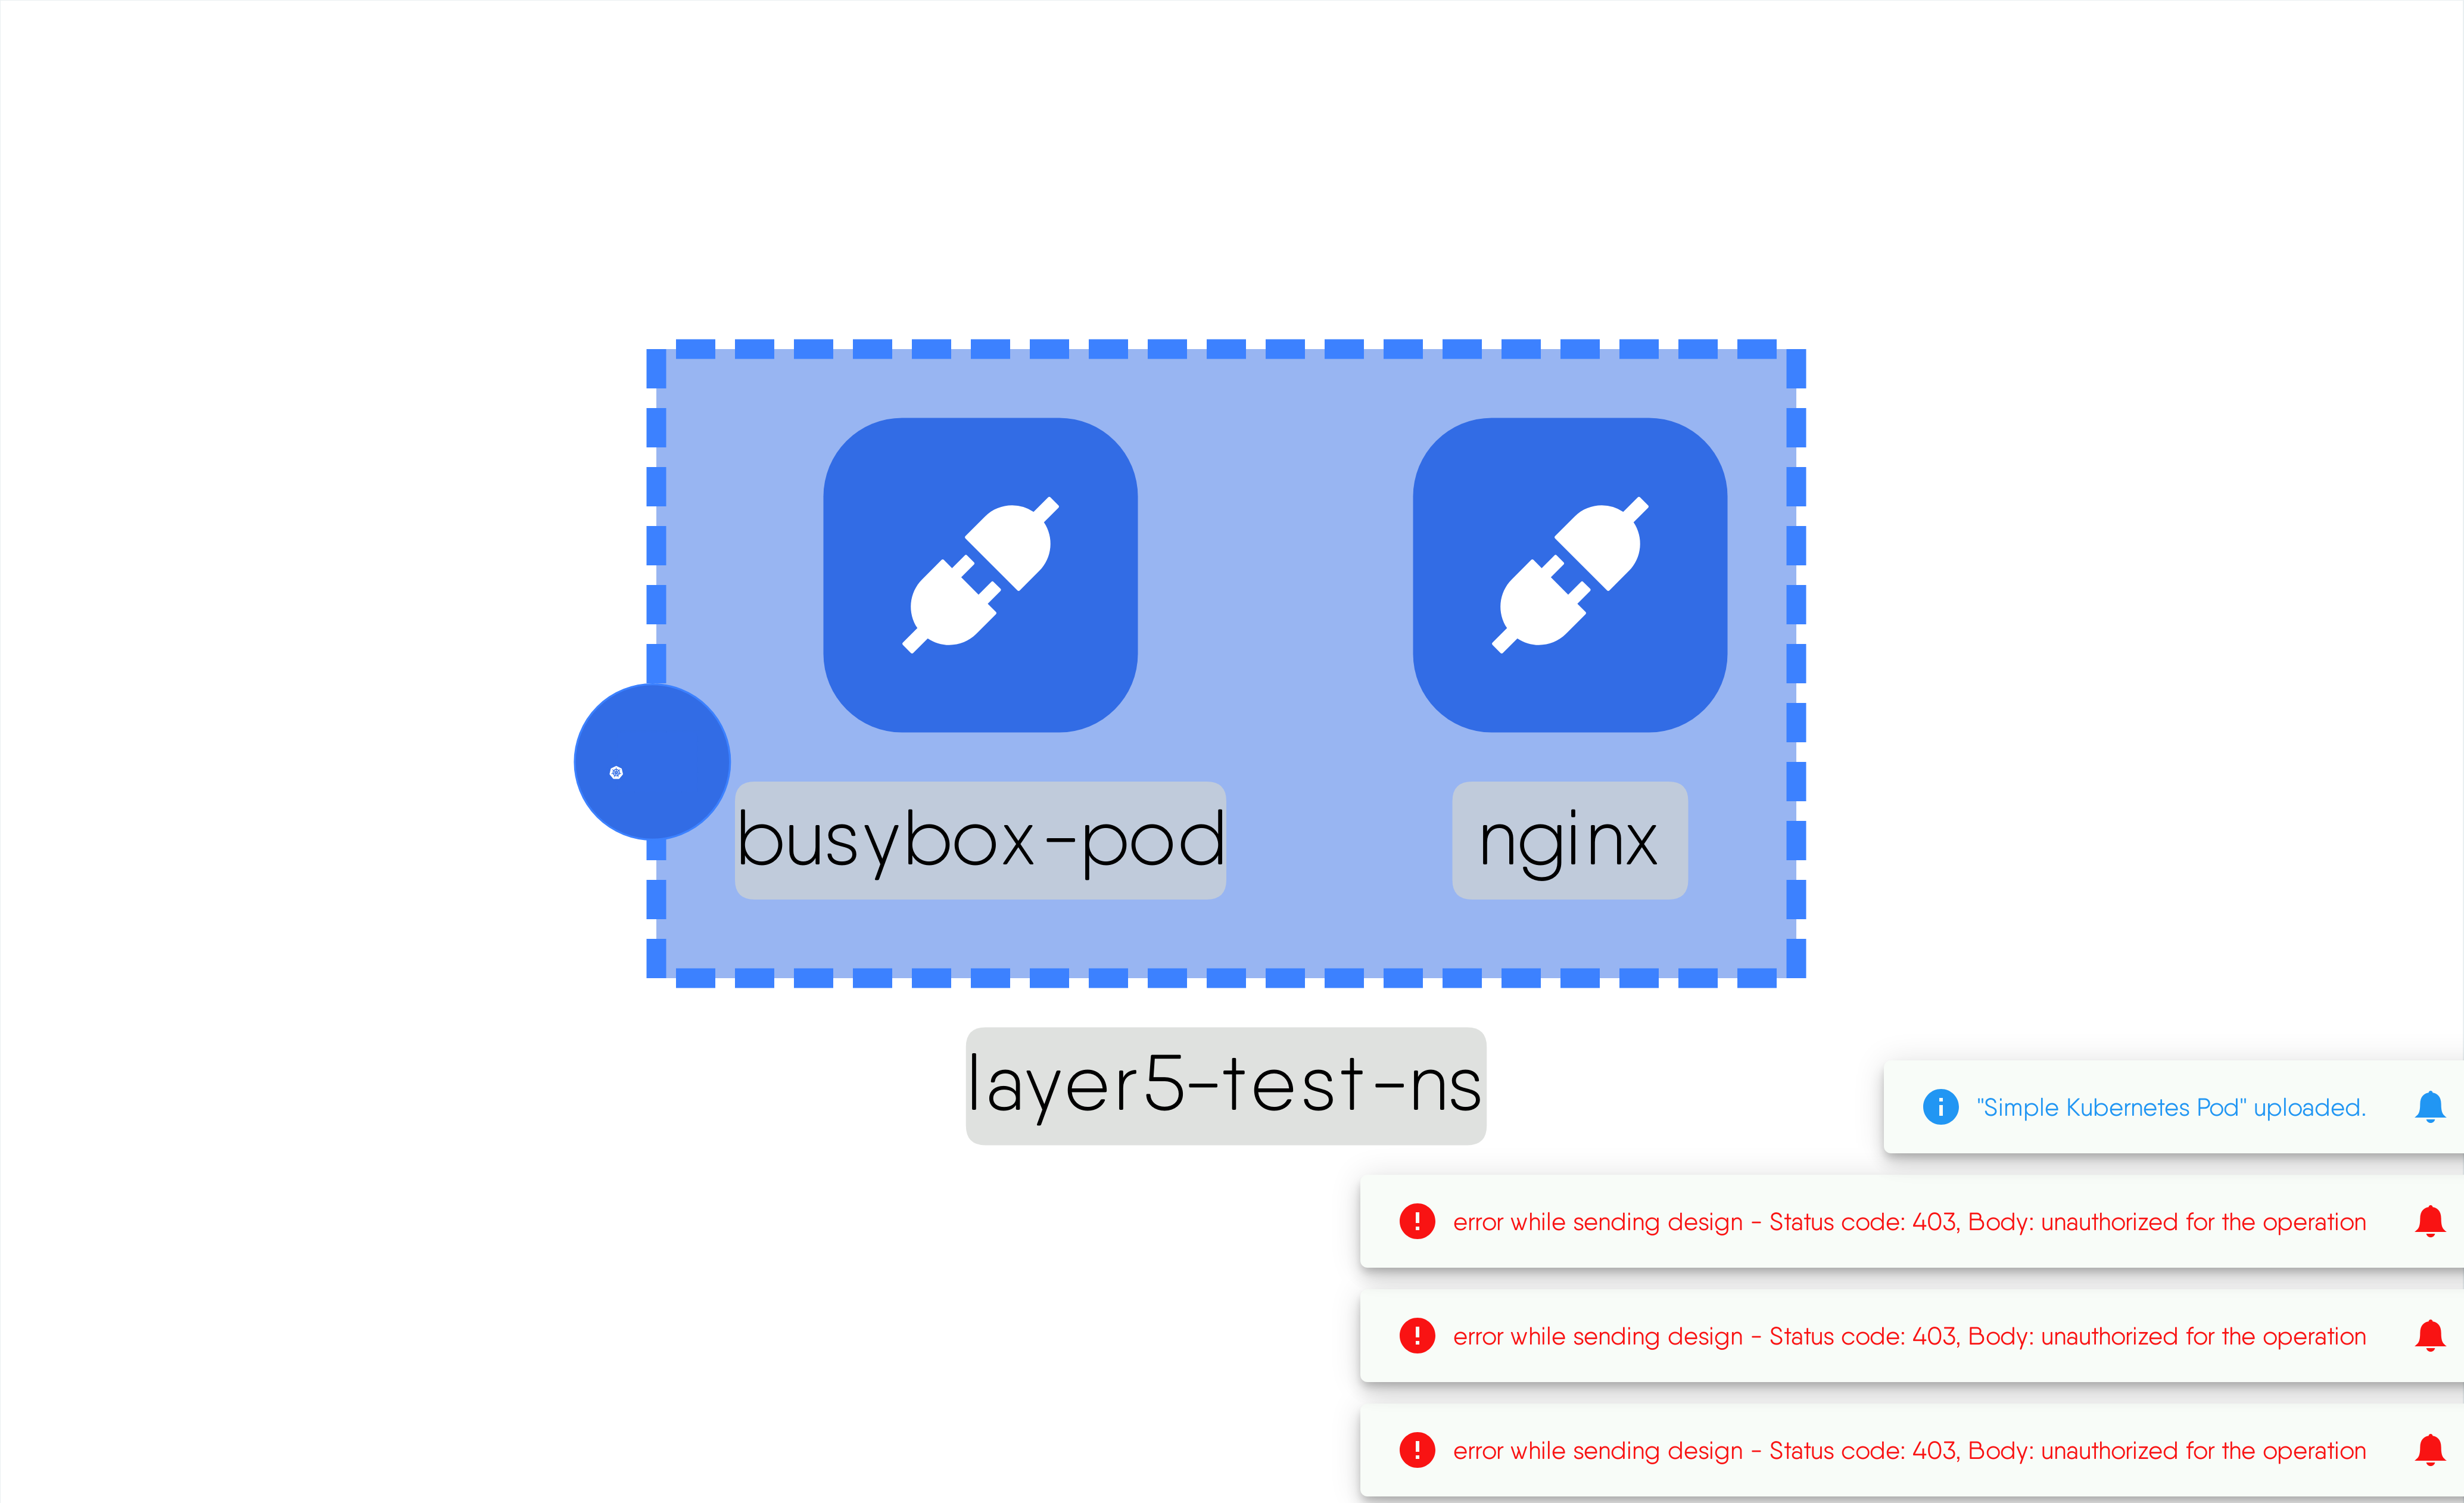 busybox-pod
nginx
layer5-test-ns
"Simple Kubernetes Pod" uploaded.
error while sending design - Status code: 403, Body: unauthorized for the operation
error while sending design - Status code: 403, Body: unauthorized for the operation
error while sending design - Status code: 403, Body: unauthorized for the operation